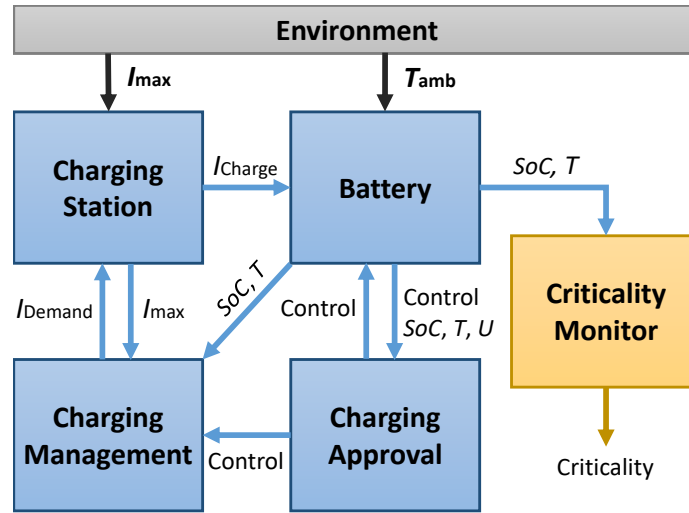 Environment
Imax
Tamb
Charging
Station
ICharge
Battery
SoC, T
IDemand
Imax
SoC, T
Control
Control
SoC, T, U
Criticality
Monitor
Charging
Management
Control
Charging
Approval
Criticality